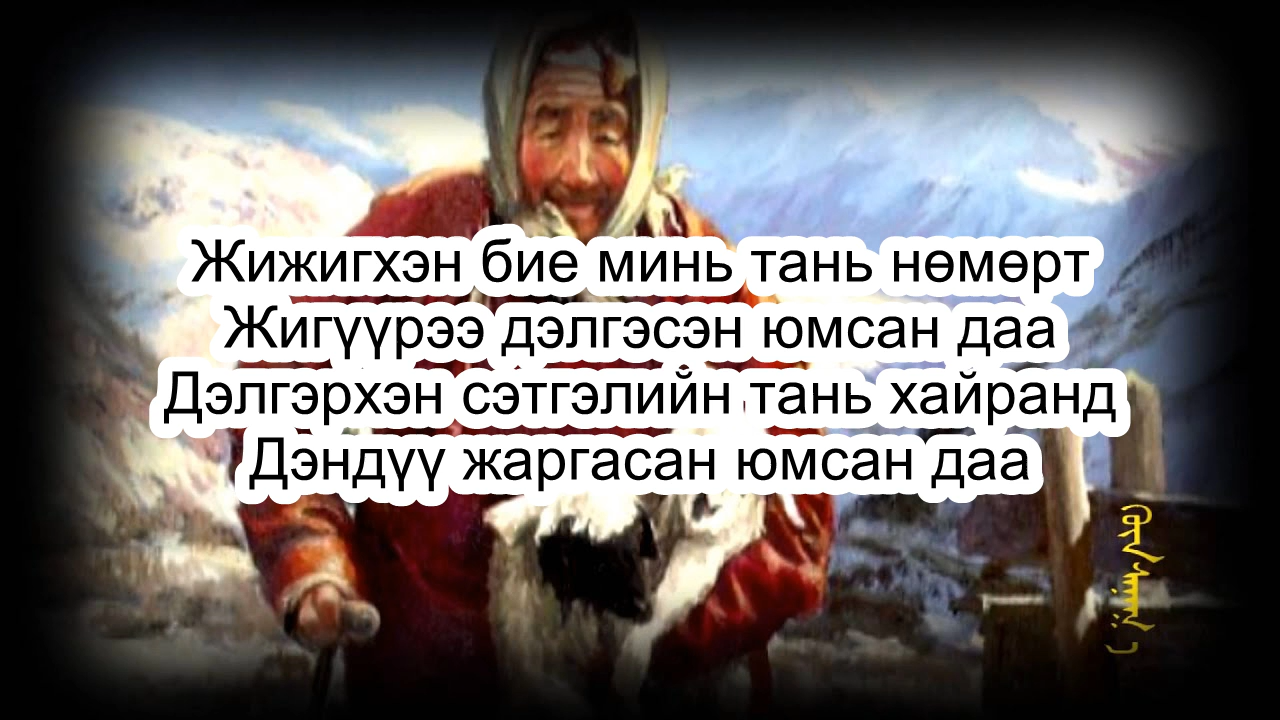 Жижигхэн бие минь тань нөмөрт
Жигүүрээ дэлгэсэн юмсан даа
Дэлгэрхэн сэтгэлийн тань хайранд
Дэндүү жаргасан юмсан даа